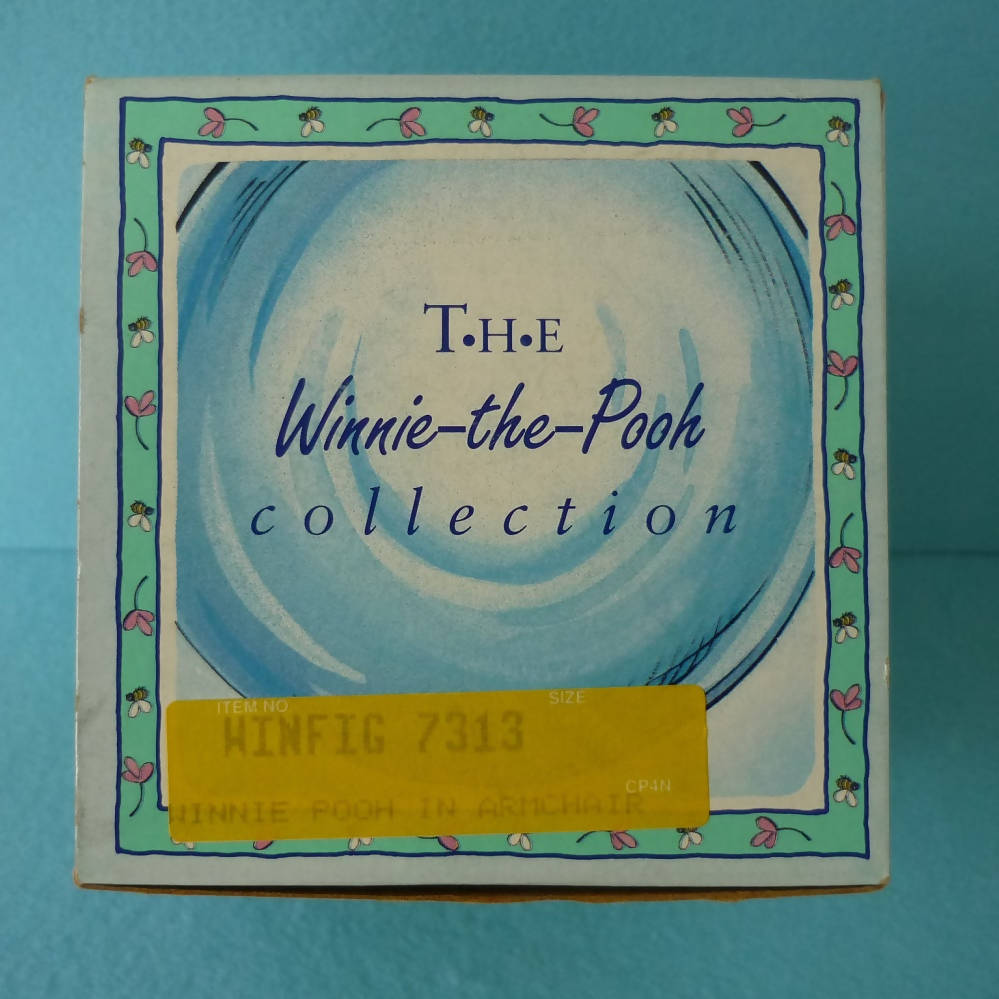 T•H•E
Winnie-the-Pooh
collection
ITEM NO SIZE
WINFIG 7313
CP4N
WINNIE POOH IN ARMCHAIR